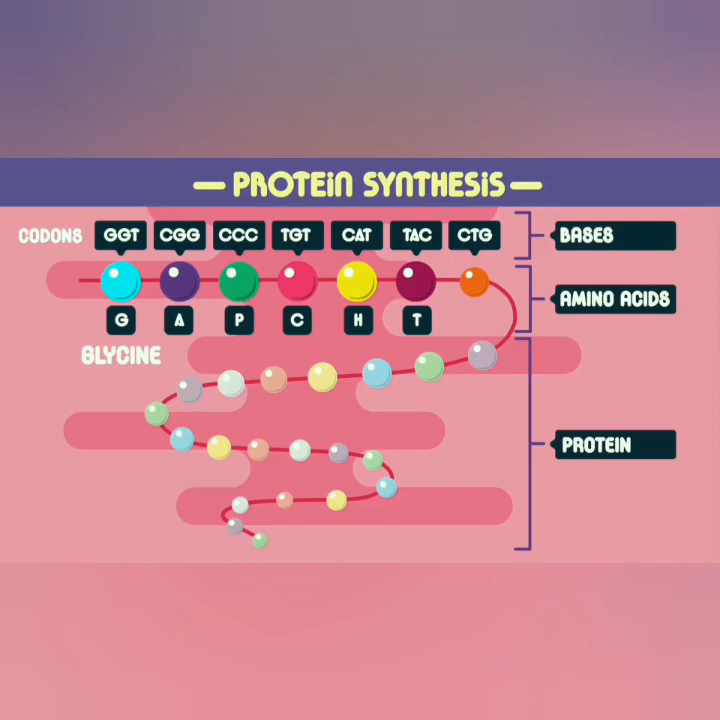 PROTEIN SYNTHESIS
CODONS GGT CGG CCC TGT CAT TAC CTG BASES
AMINO ACIDS
G A P C H T
GLYCINE
PROTEIN